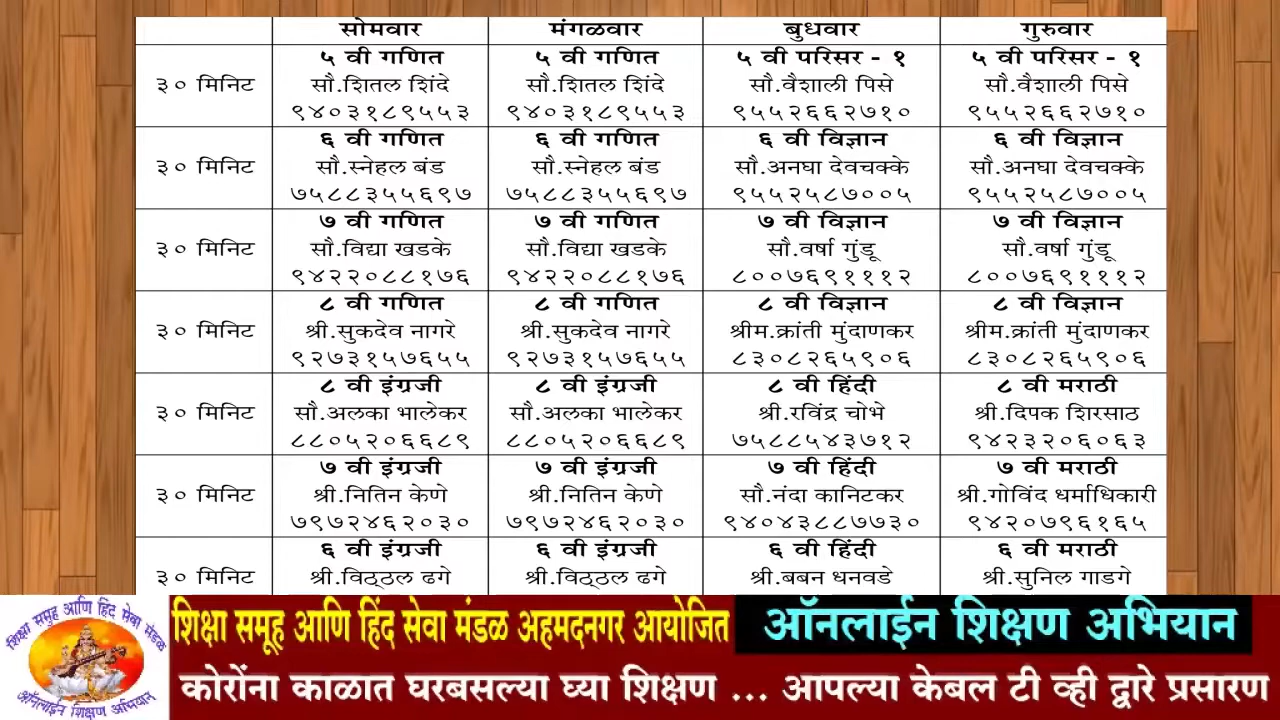 सोमवार मंगळवार बुधवार गुरुवार
५ वी गणित ५ वी गणित ५ वी परिसर - १ ५ वी परिसर - १
३० मिनिट सौ.शितल शिंदे सौ.शितल शिंदे सौ.वैशाली पिसे सौ.वैशाली पिसे
९४०३१८९५५३ ९४०३१८९५५३ ९५५२६६२७१० ९५५२६६२७१०
६ वी गणित ६ वी गणित ६ वी विज्ञान ६ वी विज्ञान
३० मिनिट सौ.स्नेहल बंड सौ.स्नेहल बंड सौ.अनघा देवचक्के सौ.अनघा देवचक्के
७५८८३५५६९७ ७५८८३५५६९७ ९५५२५८७००५ ९५५२५८७००५
७ वी गणित ७ वी गणित ७ वी विज्ञान ७ वी विज्ञान
३० मिनिट सौ.विद्या खडके सौ.विद्या खडके सौ.वर्षा गुंडू सौ.वर्षा गुंडू
९४२२०८८१७६ ९४२२०८८१७६ ८००७६९१११२ ८००७६९१११२
८ वी गणित ८ वी गणित ८ वी विज्ञान ८ वी विज्ञान
३० मिनिट श्री.सुकदेव नागरे श्री.सुकदेव नागरे श्रीम.क्रांती मुंदाणकर श्रीम.क्रांती मुंदाणकर
९२७३१५७६५५ ९२७३१५७६५५ ८३०८२६५९०६ ८३०८२६५९०६
८ वी इंग्रजी ८ वी इंग्रजी ८ वी हिंदी ८ वी मराठी
३० मिनिट सौ.अलका भालेकर सौ.अलका भालेकर श्री.रविंद्र चोभे श्री.दिपक शिरसाठ
८८०५२०६६८९ ८८०५२०६६८९ ७५८८५४३७१२ ९४२३२०६०६३
७ वी इंग्रजी ७ वी इंग्रजी ७ वी हिंदी ७ वी मराठी
३० मिनिट श्री.नितिन केणे श्री.नितिन केणे सौ.नंदा कानिटकर श्री.गोविंद धर्माधिकारी
७९७२४६२०३० ७९७२४६२०३० ९४०४३८८७७३० ९४२०७९६१६५
६ वी इंग्रजी ६ वी इंग्रजी ६ वी हिंदी ६ वी मराठी
३० मिनिट श्री.विठ्ठल ढगे श्री.विठ्ठल ढगे श्री.बबन धनवडे श्री.सुनिल गाडगे
शिक्षा समूह आणि हिंद सेवा मंडळ
ऑनलाईन शिक्षण अभियान
शिक्षा समूह आणि हिंद सेवा मंडळ अहमदनगर आयोजित ऑनलाईन शिक्षण अभियान
कोरोंना काळात घरबसल्या घ्या शिक्षण ... आपल्या केबल टी व्ही द्वारे प्रसारण